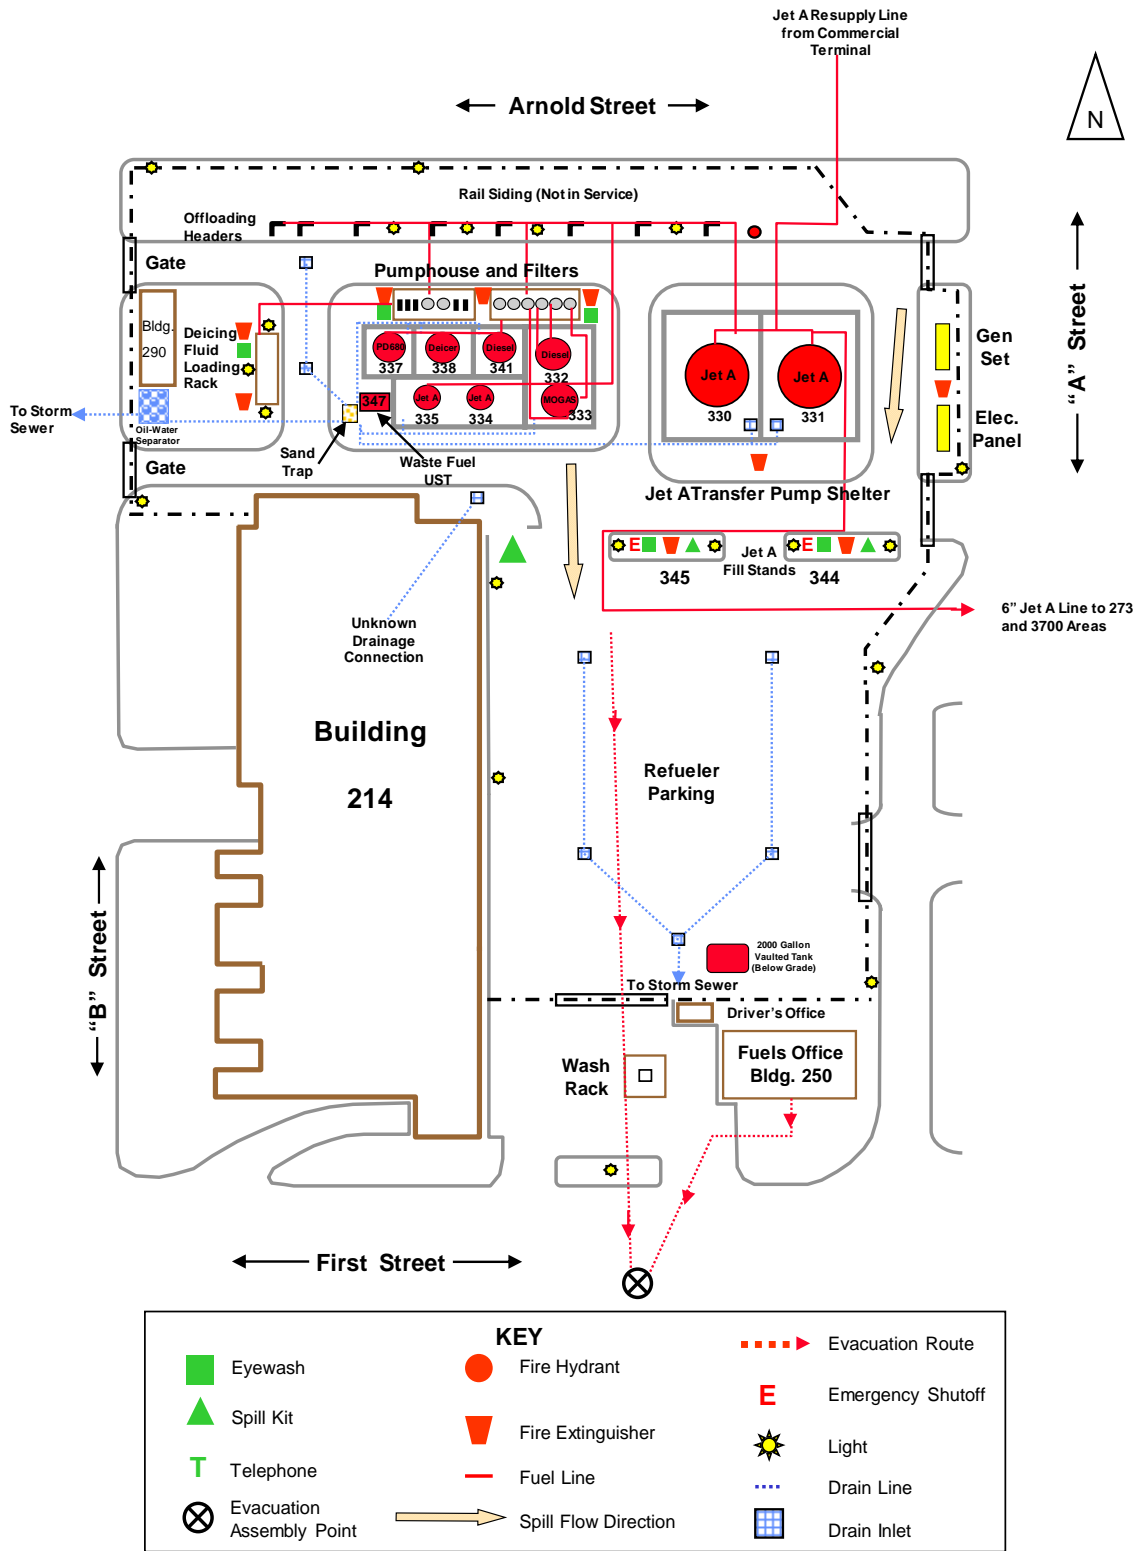 Jet A Resupply Line
from Commercial
Terminal
Arnold Street
N
Rail Siding (Not in Service)
Offloading
Headers
Gate
Pumphouse and Filters
"A" Street
Bldg.
290
Deicing
Fluid
Loading
Rack
PD680
337
Deicer
338
Diesel
341
Diesel
332
Jet A
330
Jet A
331
Gen
Set
347
Jet A
335
Jet A
334
MOGAS
333
To Storm
Sewer
Oil-Water
Separator
Elec.
Panel
Sand
Trap
Waste Fuel
UST
Gate
Jet A Transfer Pump Shelter
E
E
Jet A
Fill Stands
345
344
6" Jet A Line to 273
and 3700 Areas
Unknown
Drainage
Connection
Building
214
Refueler
Parking
"B" Street
2000 Gallon
Vaulted Tank
(Below Grade)
To Storm Sewer
Driver's Office
Fuels Office
Bldg. 250
Wash
Rack
First Street
KEY
Eyewash
Spill Kit
T Telephone
Evacuation
Assembly Point
Fire Hydrant
Fire Extinguisher
Fuel Line
Spill Flow Direction
Evacuation Route
E Emergency Shutoff
Light
Drain Line
Drain Inlet